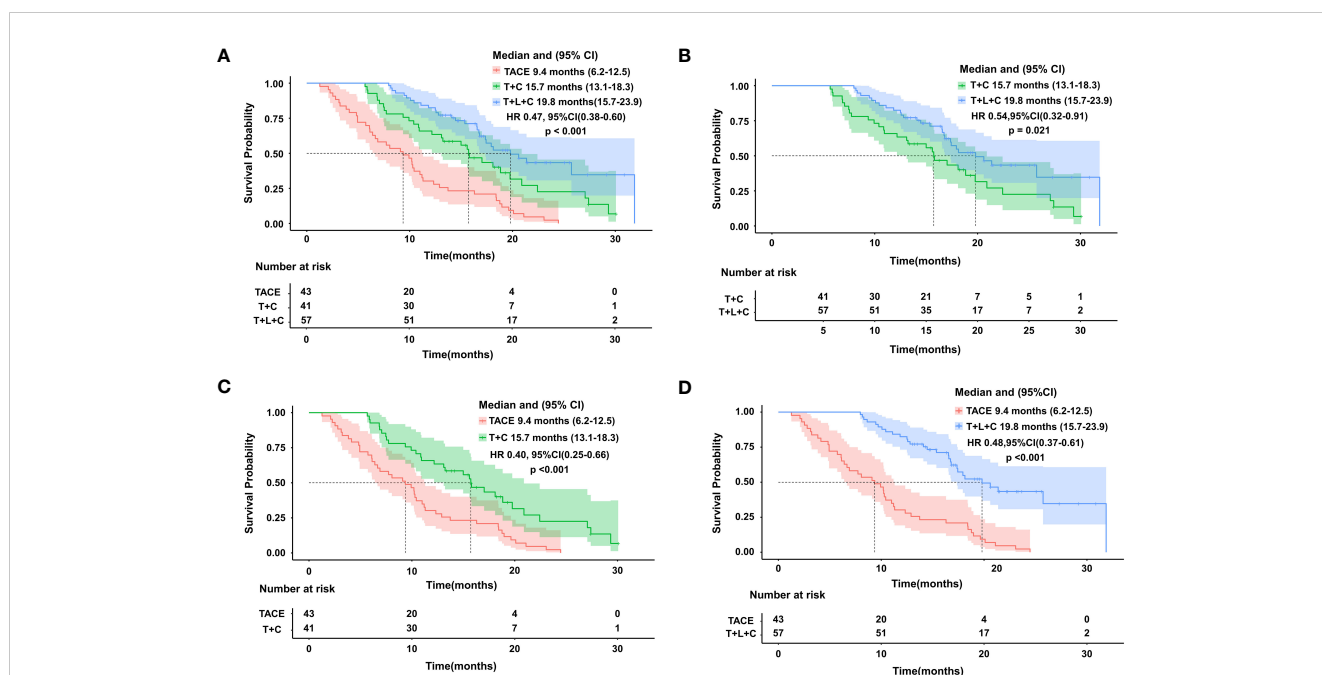 A
Median and (95% CI)
TACE 9.4 months (6.2-12.5)
T+C 15.7 months (13.1-18.3)
T+L+C 19.8 months(15.7-23.9)
HR 0.47, 95%CI(0.38-0.60)
p < 0.001
Survival Probability
1.00
0.75
0.50
0.25
0.00
0 10 20 30
Time(months)
Number at risk
TACE 43 20 4 0
T+C 41 30 7 1
T+L+C 57 51 17 2
0 10 20 30
Time(months)
B
Median and (95% CI)
T+C 15.7 months (13.1-18.3)
T+L+C 19.8 months (15.7-23.9)
HR 0.54,95%CI(0.32-0.91)
p = 0.021
Survival Probability
1.00
0.75
0.50
0.25
0.00
0 10 20 30
Time(months)
Number at risk
T+C 41 30 21 7 5 1
T+L+C 57 51 35 17 7 2
5 10 15 20 25 30
Time(months)
C
Median and (95% CI)
TACE 9.4 months (6.2-12.5)
T+C 15.7 months (13.1-18.3)
HR 0.40, 95%CI(0.25-0.66)
p <0.001
Survival Probability
1.00
0.75
0.50
0.25
0.00
0 10 20 30
Time(months)
Number at risk
TACE 43 20 4 0
T+C 41 30 7 1
0 10 20 30
Time(months)
D
Median and (95%CI)
TACE 9.4 months (6.2-12.5)
T+L+C 19.8 months (15.7-23.9)
HR 0.48,95%CI(0.37-0.61)
p <0.001
Survival Probability
1.00
0.75
0.50
0.25
0.00
0 10 20 30
Time(months)
Number at risk
TACE 43 20 4 0
T+L+C 57 51 17 2
0 10 20 30
Time(months)